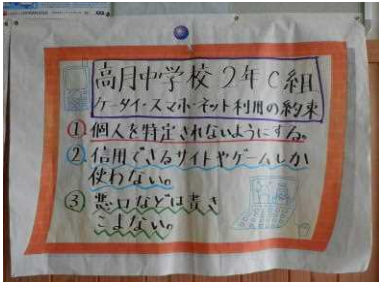 高月中学校 2年C組
ケータイ・スマホ・ネット利用の約束
① 個人を特定されないようにする。
② 信用できるサイトやゲームしか
使わない。
③ 悪口などは書き
こまない。